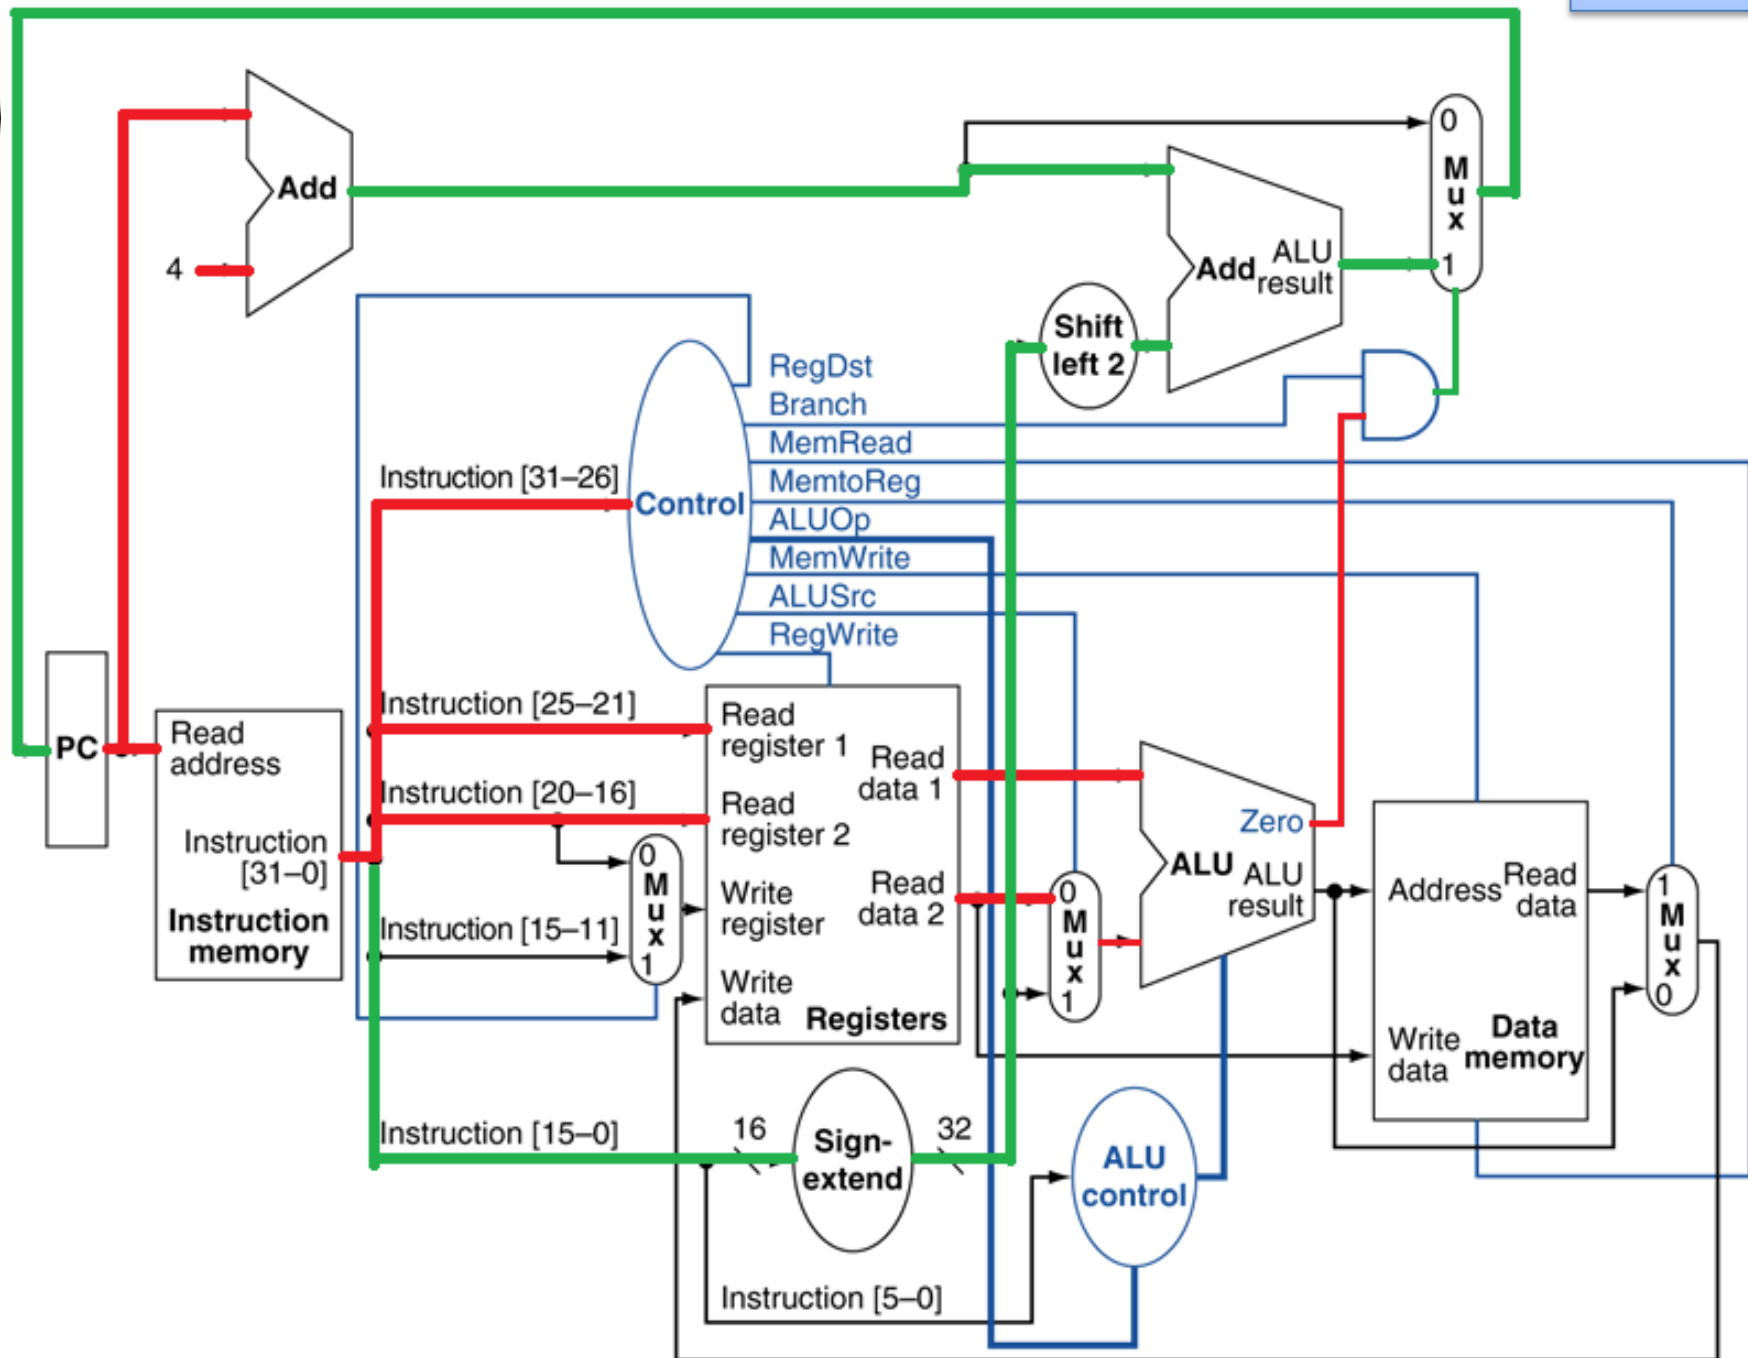 0
M
u
x
1
Add
4
Add
ALU
result
Shift
left 2
RegDst
Branch
MemRead
MemtoReg
ALUOp
MemWrite
ALUSrc
RegWrite
Instruction [31–26]
Control
PC
Read
address
Instruction
[31–0]
Instruction
memory
Instruction [25–21]
Instruction [20–16]
Instruction [15–11]
0
M
u
x
1
Read
register 1
Read
register 2
Write
register
Write
data
Read
data 1
Read
data 2
Registers
0
M
u
x
1
Zero
ALU
ALU
result
Address
Read
data
Write
data
Data
memory
1
M
u
x
0
Instruction [15–0]
16
Sign-
extend
32
ALU
control
Instruction [5–0]